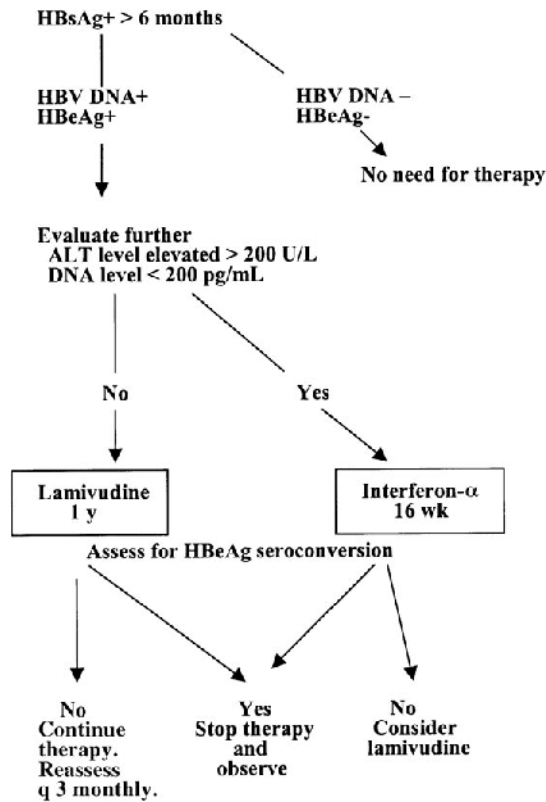 HBsAg+ > 6 months
HBV DNA+
HBeAg+
HBV DNA –
HBeAg-
No need for therapy
Evaluate further
ALT level elevated > 200 U/L
DNA level < 200 pg/mL
No
Yes
Lamivudine
1 y
Interferon-α
16 wk
Assess for HBeAg seroconversion
No
Continue
therapy.
Reassess
q 3 monthly.
Yes
Stop therapy
and
observe
No
Consider
lamivudine